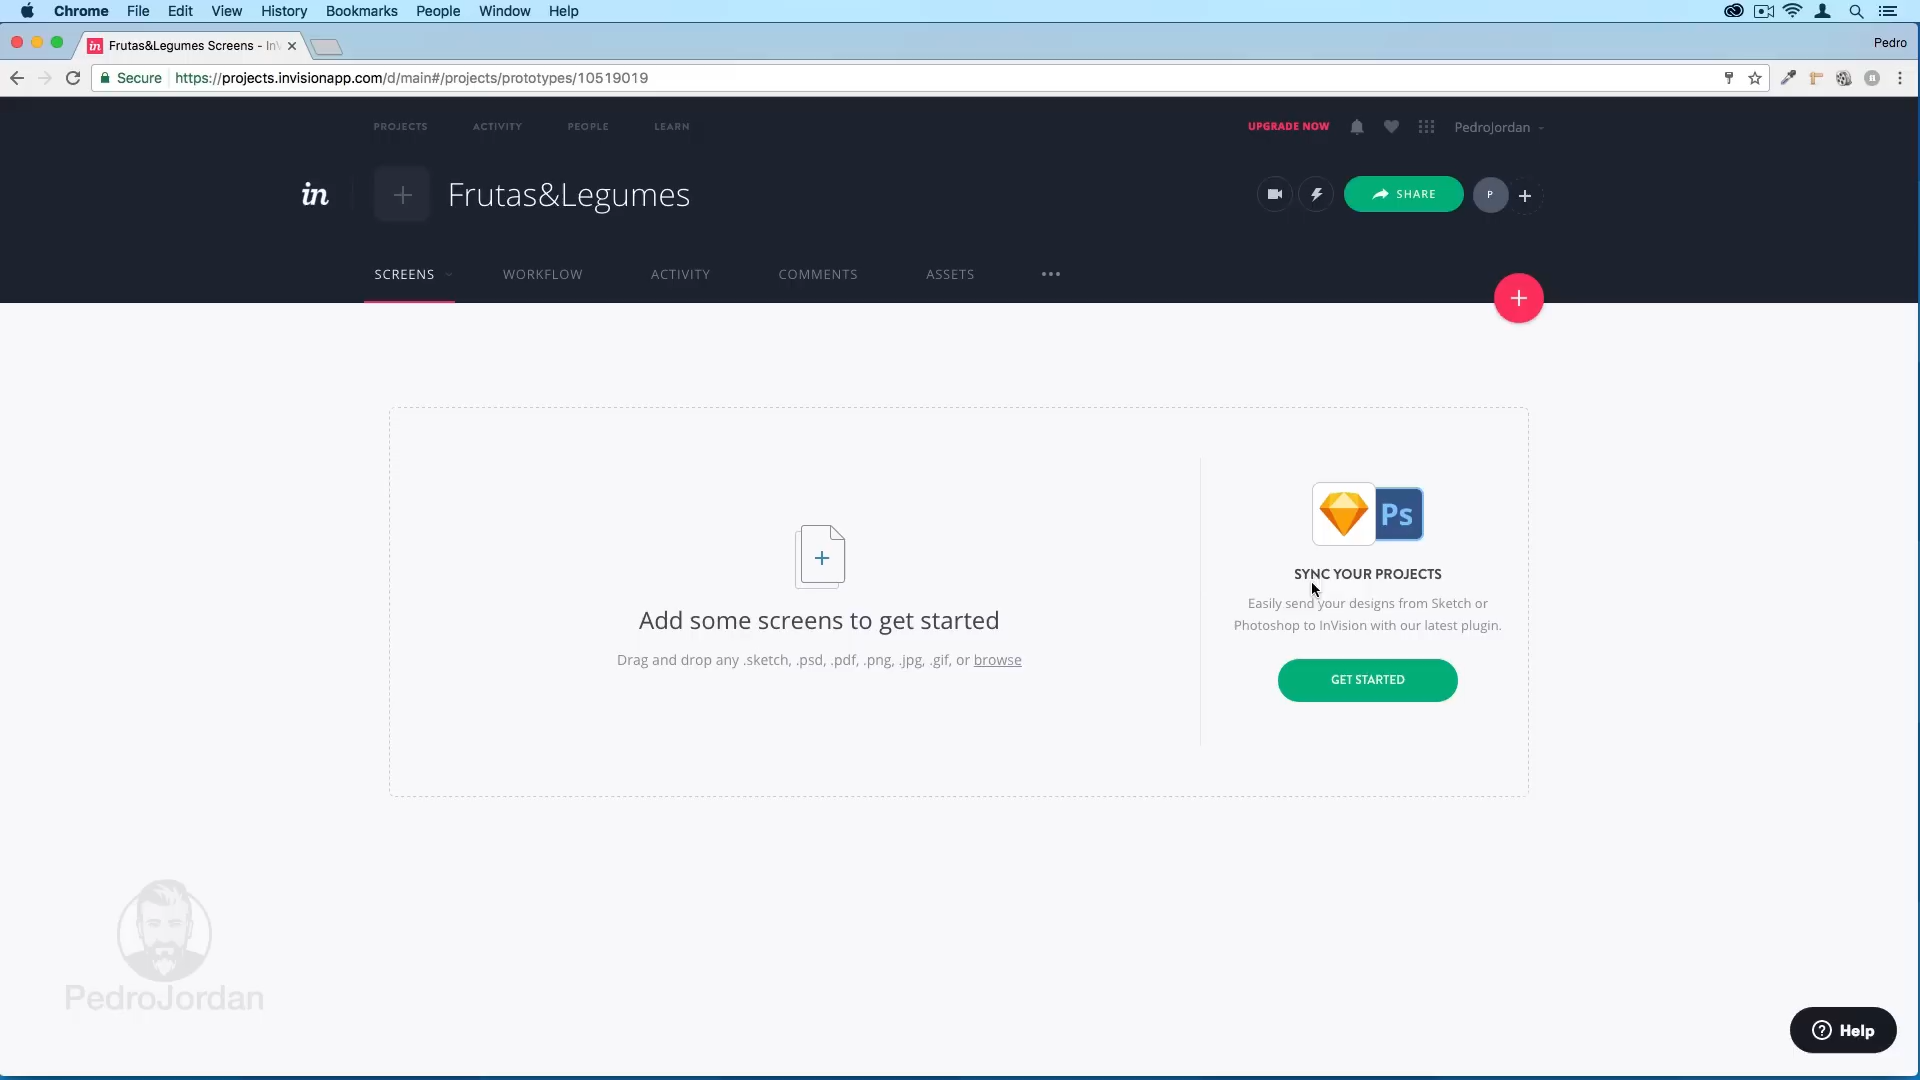 Chrome File Edit View History Bookmarks People Window Help
in Frutas&Legumes Screens - In
Pedro
Secure https://projects.invisionapp.com/d/main#/projects/prototypes/10519019
PROJECTS ACTIVITY PEOPLE LEARN
UPGRADE NOW PedroJordan
in + Frutas&Legumes
SHARE P +
SCREENS WORKFLOW ACTIVITY COMMENTS ASSETS •••
+
Ps
+
SYNC YOUR PROJECTS
Easily send your designs from Sketch or
Photoshop to InVision with our latest plugin.
Add some screens to get started
Drag and drop any .sketch, .psd, .pdf, .png, .jpg, .gif, or browse
GET STARTED
PedroJordan
? Help